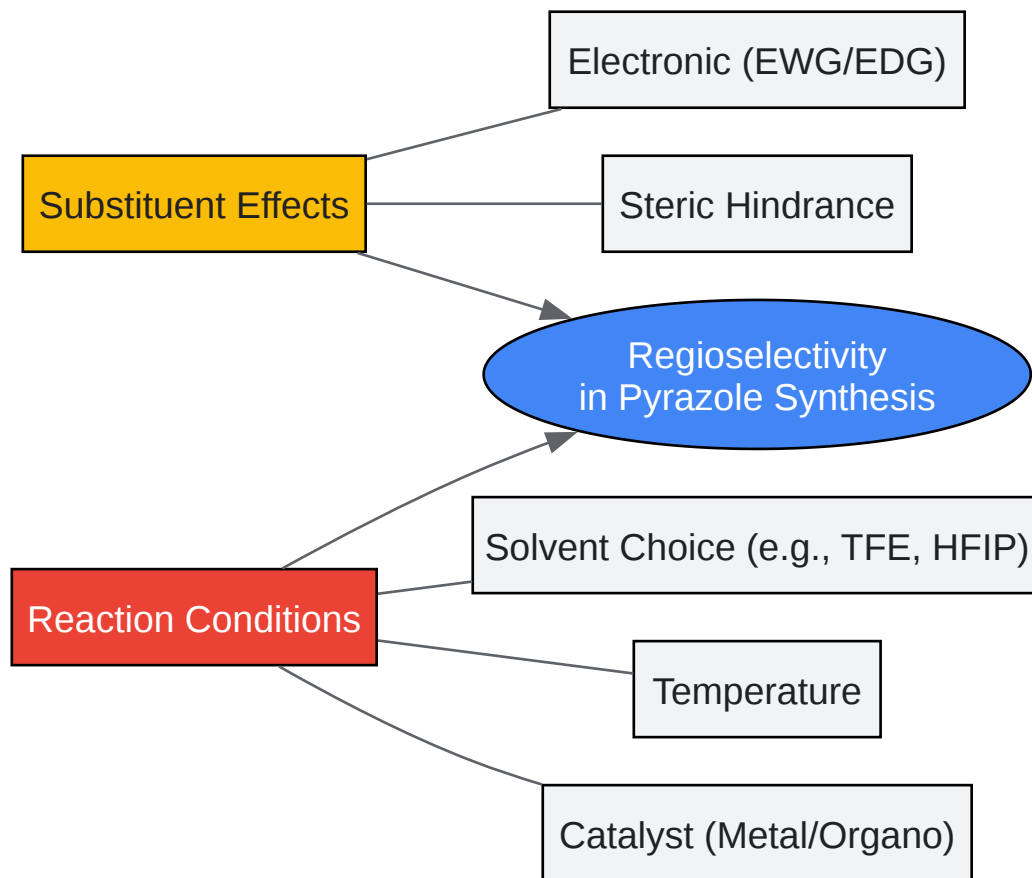 Electronic (EWG/EDG)
Substituent Effects
Steric Hindrance
Regioselectivity
in Pyrazole Synthesis
Solvent Choice (e.g., TFE, HFIP)
Reaction Conditions
Temperature
Catalyst (Metal/Organo)